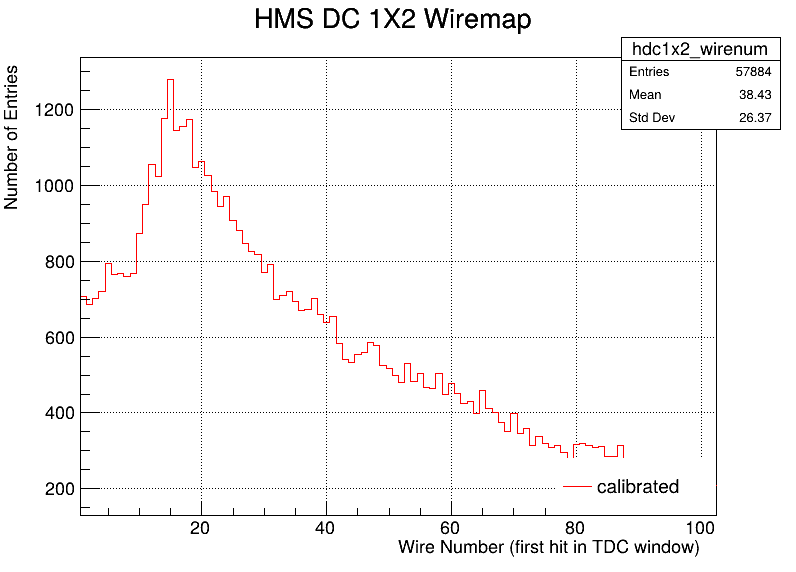 HMS DC 1X2 Wiremap
hdc1x2_wirenum
Entries 57884
Mean 38.43
Std Dev 26.37
Number of Entries
1200
1000
800
600
400
200
calibrated
20 40 60 80 100
Wire Number (first hit in TDC window)